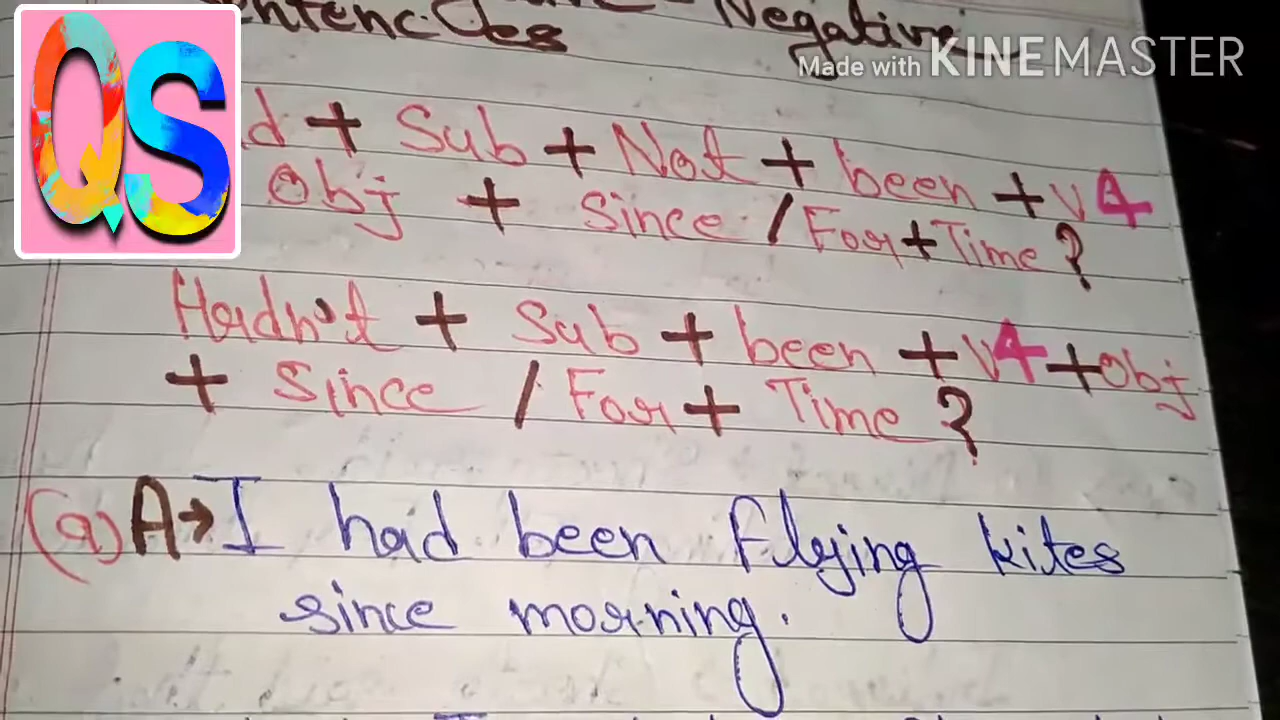 Negative
Made with KINEMASTER
QS
+ Sub + Not + been + V4
Obj + Since / For + Time ?
Hadn't + Sub + been + V4 + Obj
+ Since / For + Time ?
(a) A→ I had been flying kites
since morning.